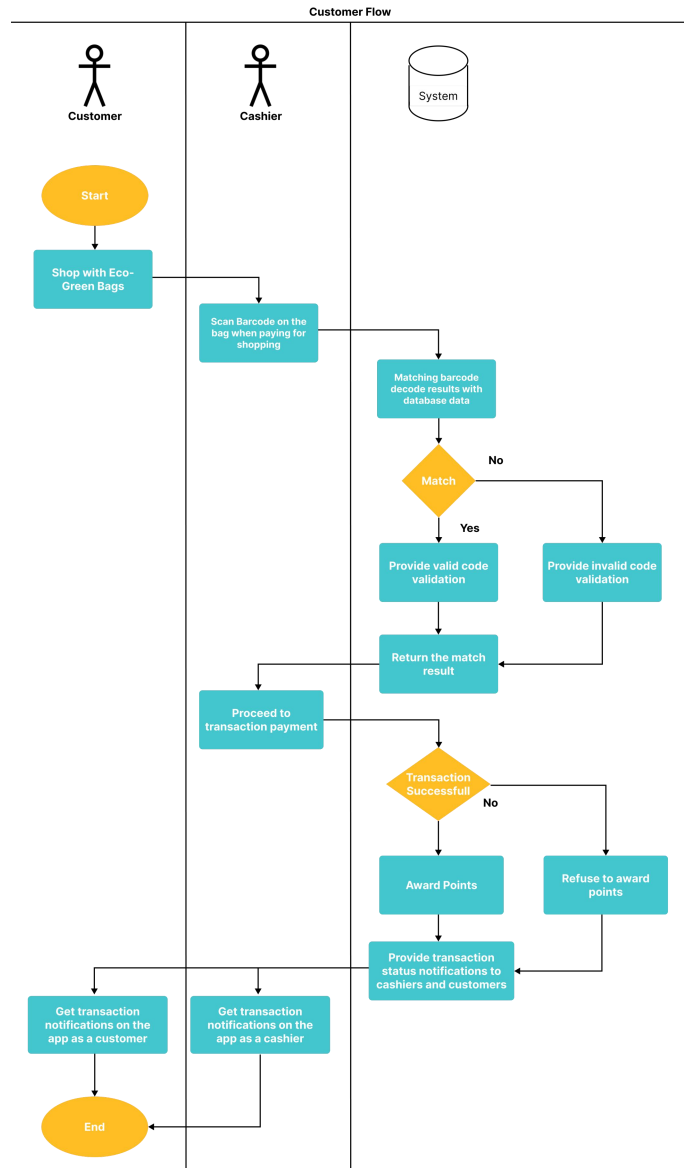 Customer Flow
Customer
Cashier
System
Start
Shop with Eco-
Green Bags
Scan Barcode on the
bag when paying for
shopping
Matching barcode
decode results with
database data
Match
No
Yes
Provide valid code
validation
Provide invalid code
validation
Return the match
result
Proceed to
transaction payment
Transaction
Successfull
No
Award Points
Refuse to award
points
Provide transaction
status notifications to
cashiers and customers
Get transaction
notifications on the
app as a customer
Get transaction
notifications on the
app as a cashier
End